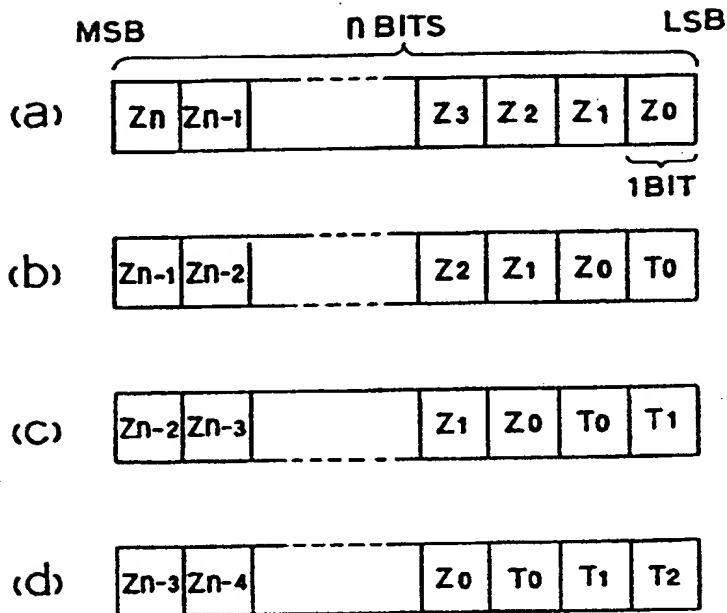 MSB n BITS LSB
(a) Zn Zn-1 Z3 Z2 Z1 Z0
1BIT
(b) Zn-1 Zn-2 Z2 Z1 Z0 T0
(c) Zn-2 Zn-3 Z1 Z0 T0 T1
(d) Zn-3 Zn-4 Z0 T0 T1 T2